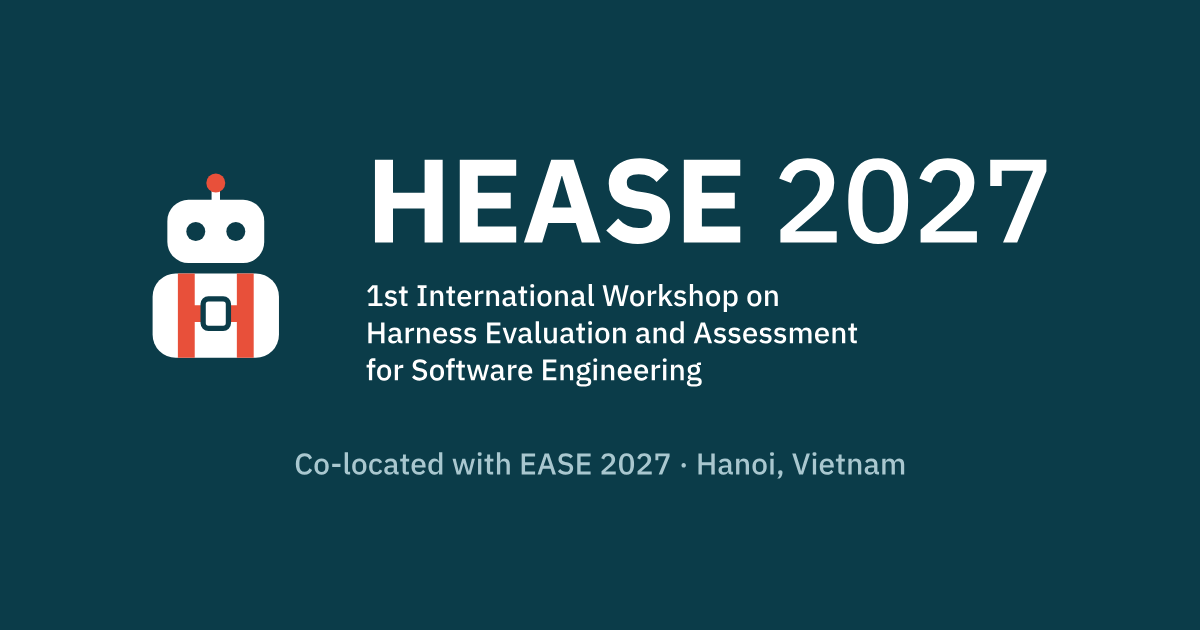 HEASE 2027
1st International Workshop on
Harness Evaluation and Assessment
for Software Engineering
Co-located with EASE 2027 · Hanoi, Vietnam